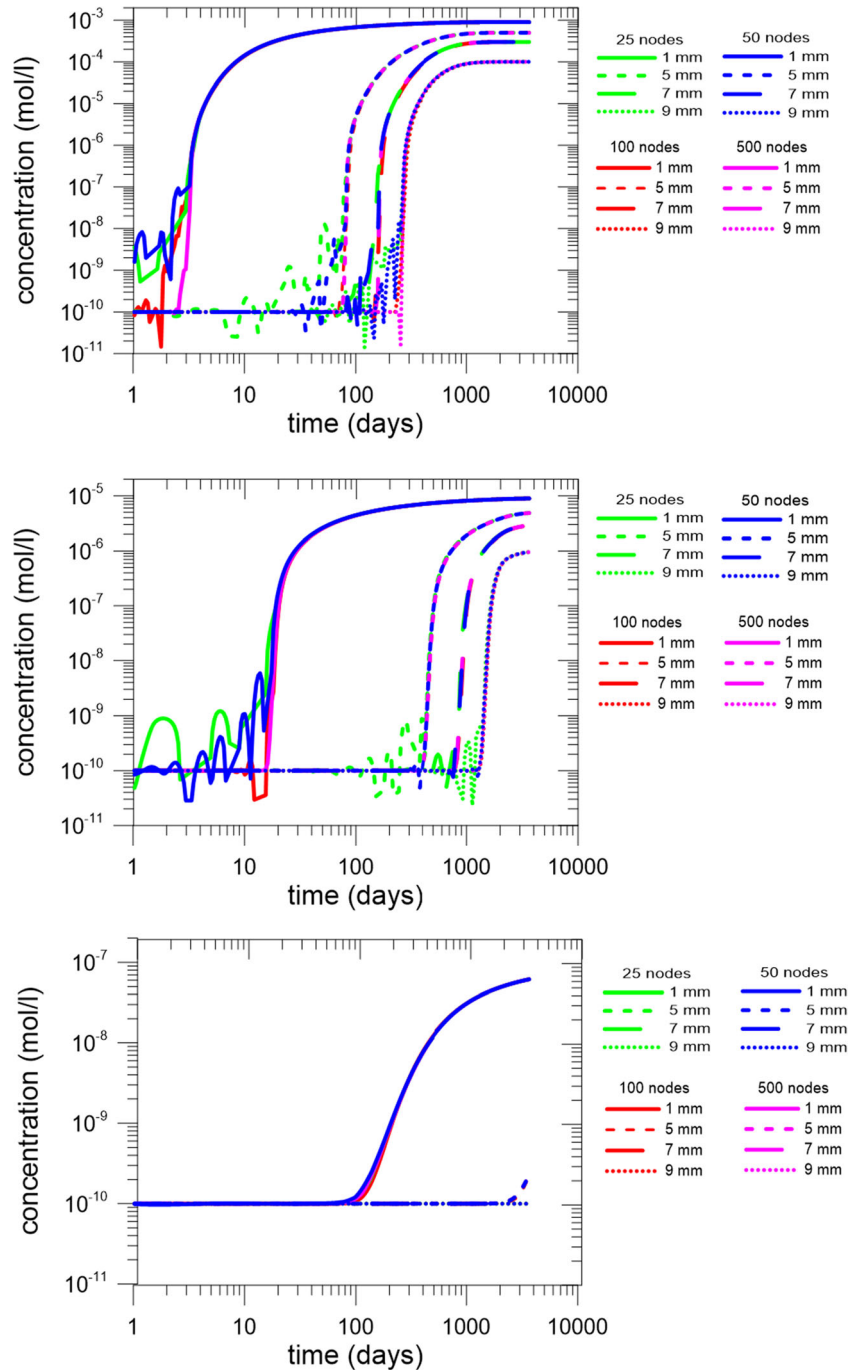 concentration (mol/l)
10-3
10-4
10-5
10-6
10-7
10-8
10-9
10-10
10-11
1 10 100 1000 10000
time (days)
25 nodes
1 mm
5 mm
7 mm
9 mm
50 nodes
1 mm
5 mm
7 mm
9 mm
100 nodes
1 mm
5 mm
7 mm
9 mm
500 nodes
1 mm
5 mm
7 mm
9 mm
concentration (mol/l)
10-5
10-6
10-7
10-8
10-9
10-10
10-11
1 10 100 1000 10000
time (days)
25 nodes
1 mm
5 mm
7 mm
9 mm
50 nodes
1 mm
5 mm
7 mm
9 mm
100 nodes
1 mm
5 mm
7 mm
9 mm
500 nodes
1 mm
5 mm
7 mm
9 mm
concentration (mol/l)
10-7
10-8
10-9
10-10
10-11
1 10 100 1000 10000
time (days)
25 nodes
1 mm
5 mm
7 mm
9 mm
50 nodes
1 mm
5 mm
7 mm
9 mm
100 nodes
1 mm
5 mm
7 mm
9 mm
500 nodes
1 mm
5 mm
7 mm
9 mm